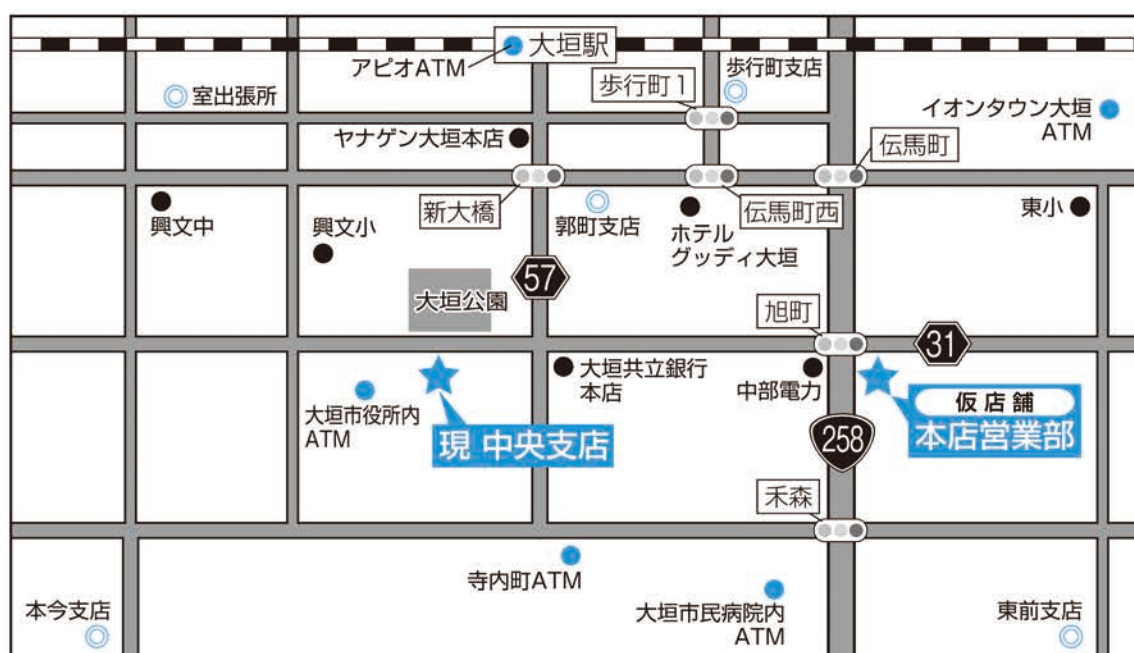 大垣駅
アピオATM
歩行町支店
室出張所
歩行町1
イオンタウン大垣
ATM
ヤナゲン大垣本店
伝馬町
新大橋
郭町支店
伝馬町西
東小
興文中
興文小
ホテル
グッディ大垣
57
大垣公園
旭町
31
大垣共立銀行
本店
中部電力
仮店舗
本店営業部
大垣市役所内
ATM
現 中央支店
258
禾森
寺内町ATM
本今支店
大垣市民病院内
ATM
東前支店